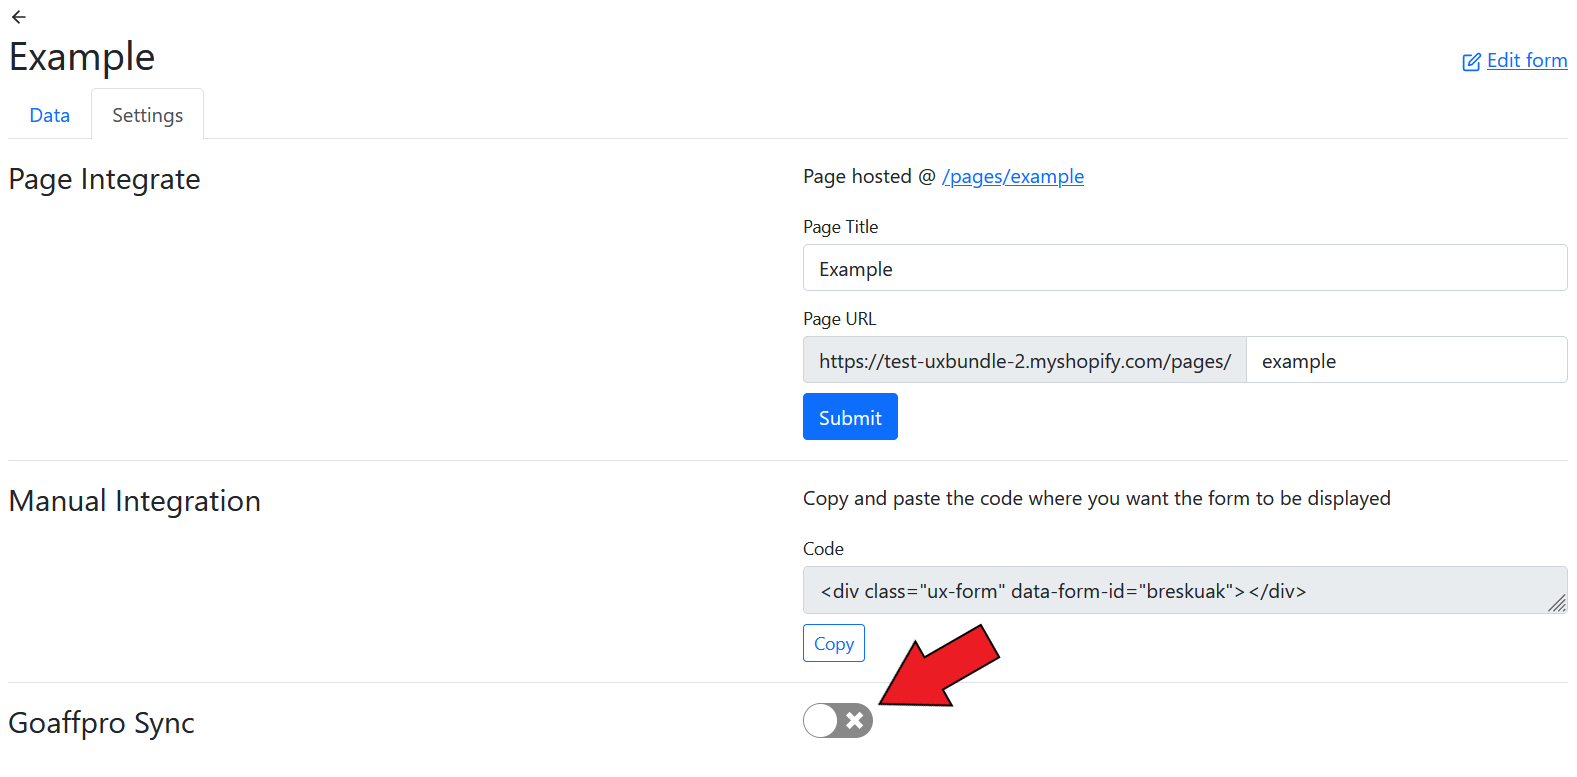 Example
Edit form
Data Settings
Page Integrate
Page hosted @ /pages/example
Page Title
Example
Page URL
https://test-uxbundle-2.myshopify.com/pages/ example
Submit
Manual Integration
Copy and paste the code where you want the form to be displayed
Code
<div class="ux-form" data-form-id="breskuak"></div>
Copy
Goaffpro Sync